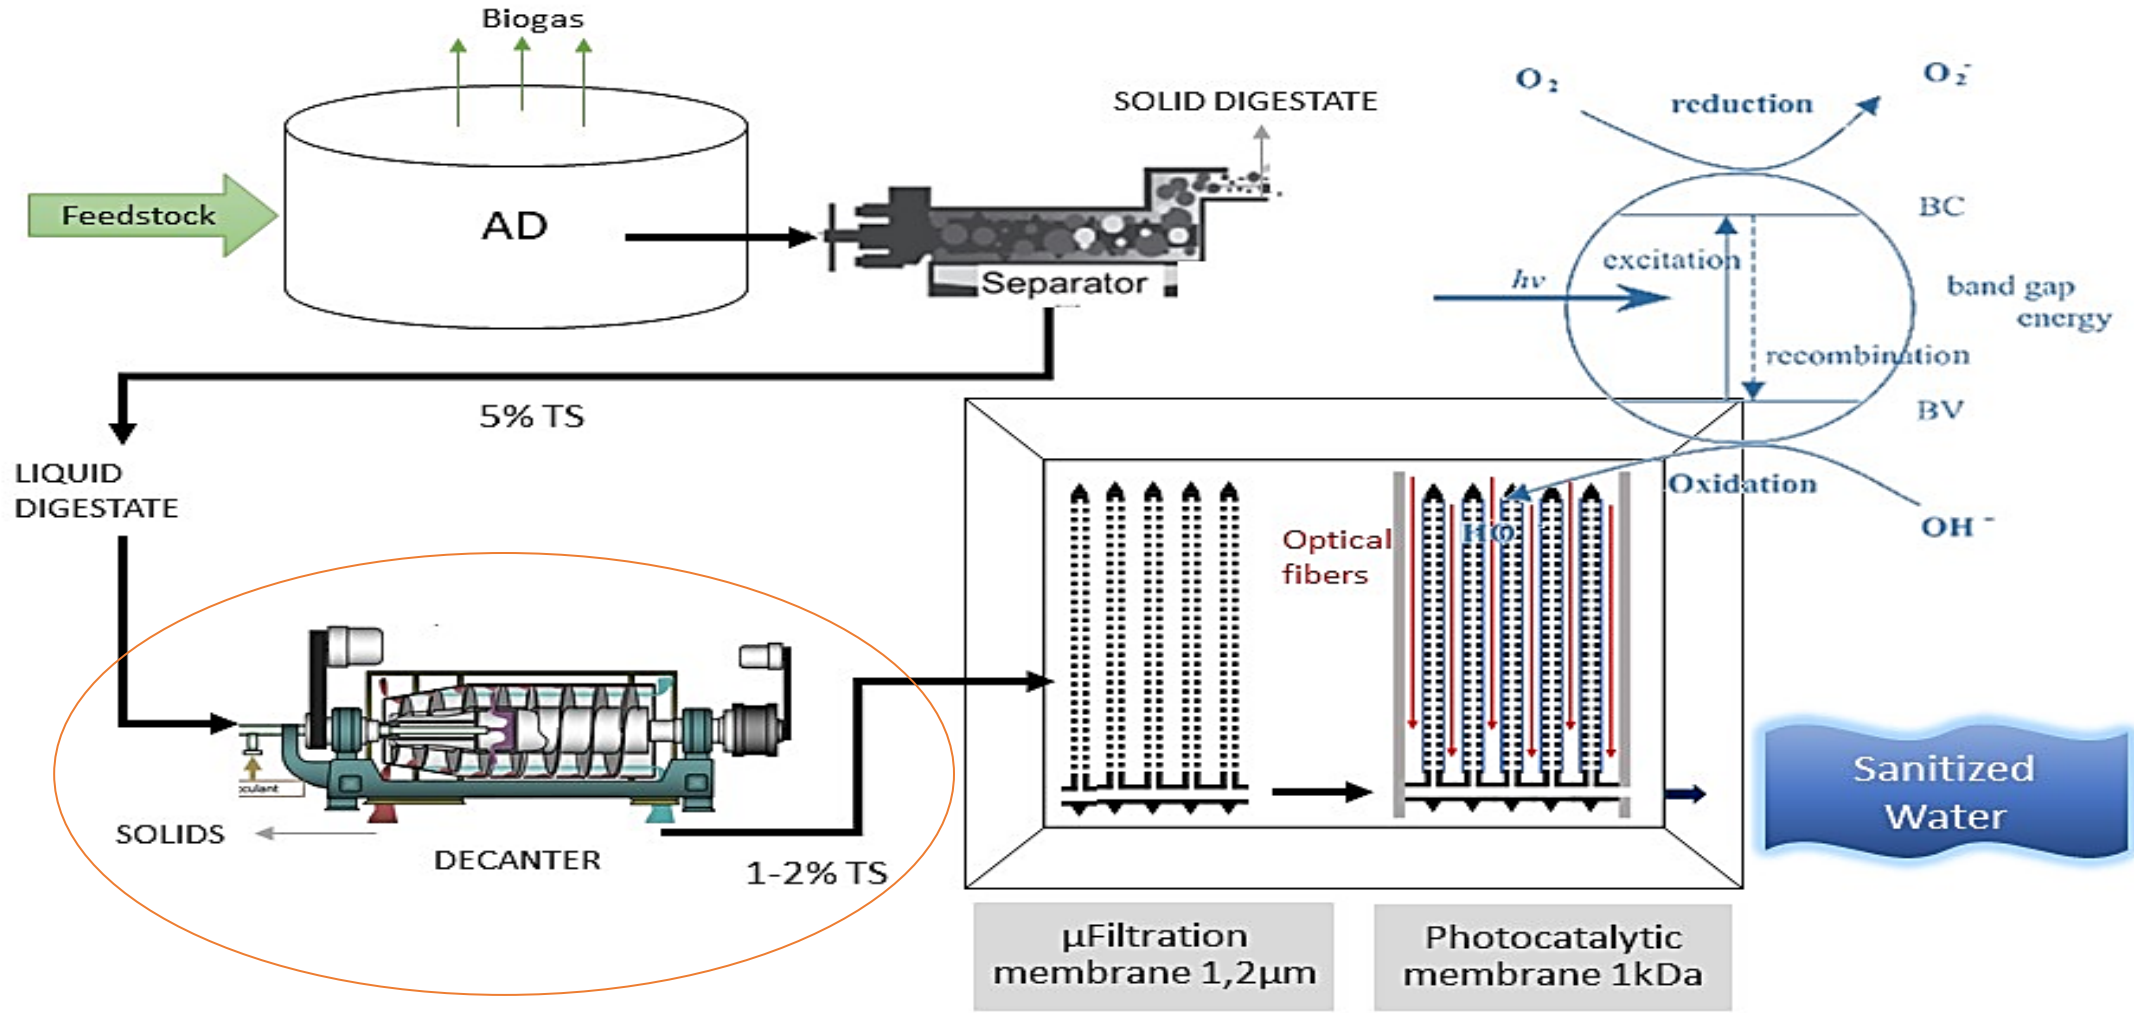 Biogas
Feedstock
AD
SOLID DIGESTATE
Separator
5% TS
LIQUID
DIGESTATE
SOLIDS
DECANTER
1-2% TS
O₂
reduction
O₂⁻
BC
hν
excitation
band gap
energy
recombination
BV
Oxidation
OH⁻
Optical
fibers
µFiltration
membrane 1,2µm
Photocatalytic
membrane 1kDa
Sanitized
Water